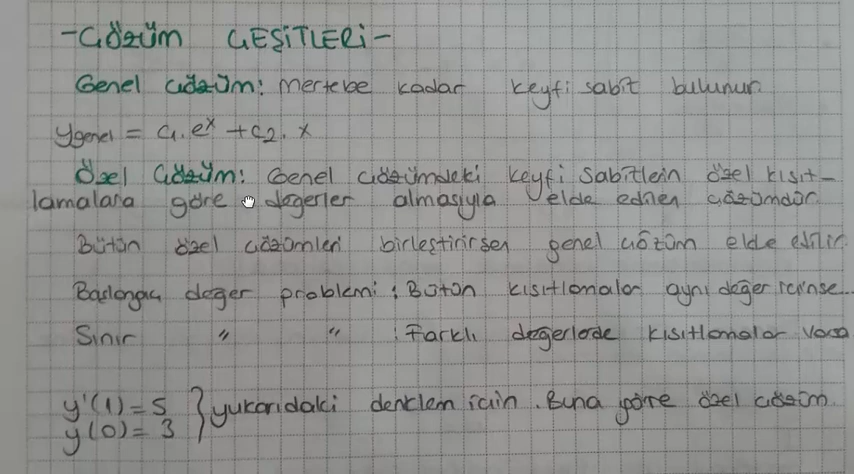 -ÇÖZÜM ÇEŞİTLERİ-
Genel çözüm: Mertebe kadar keyfi sabit bulunur.
Ygenel = c1.e^x + c2.x
Özel Çözüm: Genel çözümdeki keyfi sabitlerin özel kısıt-
lamalara göre değerler almasıyla elde edilen çözümdür.
Bütün özel çözümleri birleştirirsen genel çözüm elde edilir.
Başlangıç değer problemi : Bütün kısıtlamalar aynı değer içinse...
Sınır " " : Farklı değerlerde kısıtlamalar varsa
y'(1)=5 } yukarıdaki denklem için. Buna göre özel çözüm
y(0)=3